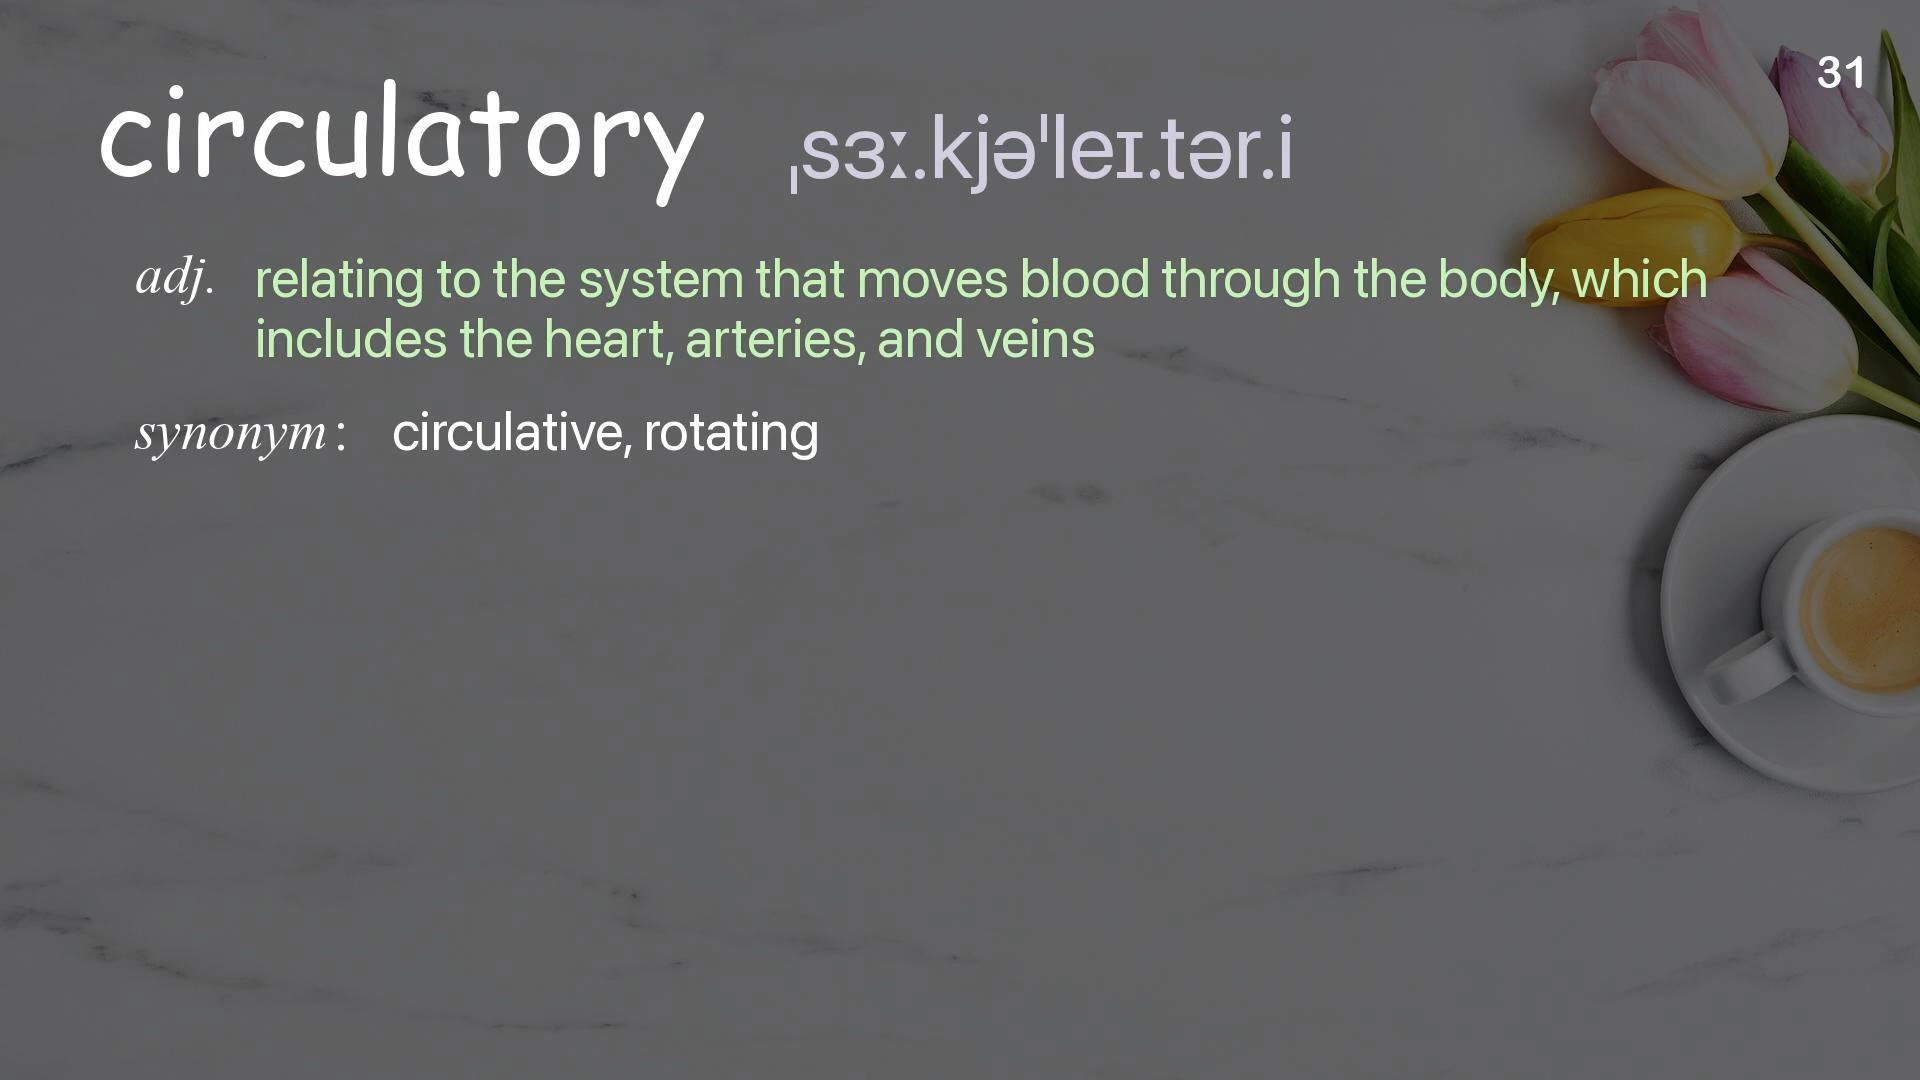 31
circulatory ˌsɜː.kjəˈleɪ.tər.i
adj. relating to the system that moves blood through the body, which
includes the heart, arteries, and veins
synonym : circulative, rotating